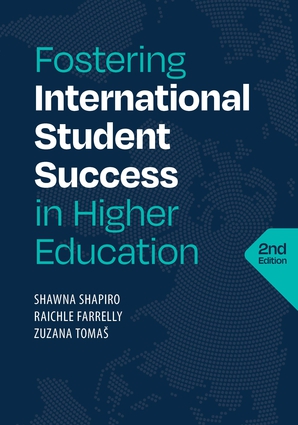 Fostering
International
Student
Success
in Higher
Education
2nd
Edition
SHAWNA SHAPIRO
RAICHLE FARRELLY
ZUZANA TOMAŠ